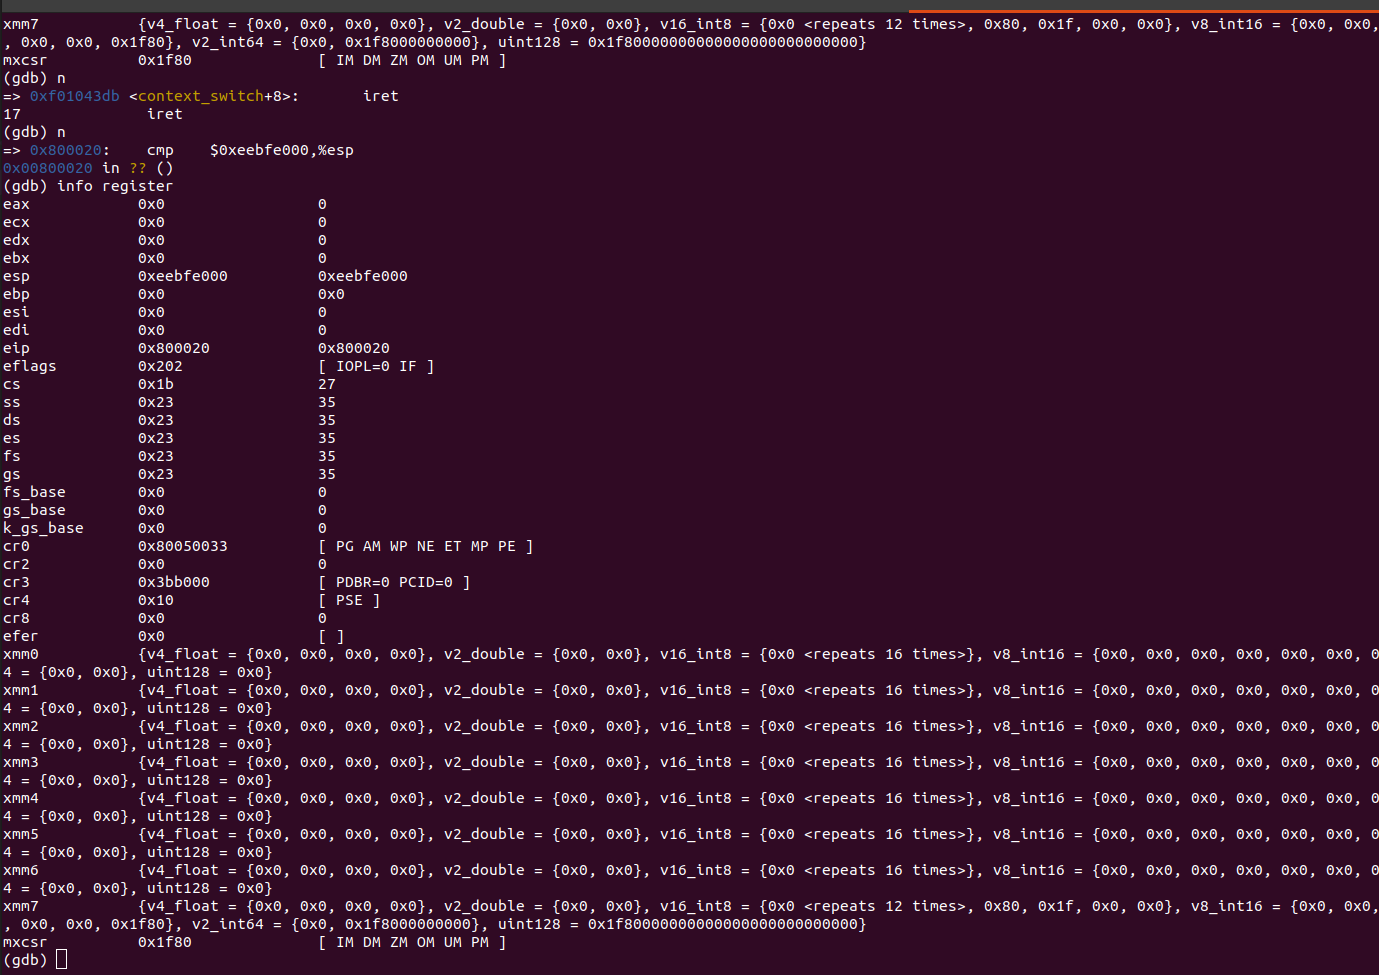 xmm7           {v4_float = {0x0, 0x0, 0x0, 0x0}, v2_double = {0x0, 0x0}, v16_int8 = {0x0 <repeats 12 times>, 0x80, 0x1f, 0x0, 0x0}, v8_int16 = {0x0, 0x0,
, 0x0, 0x0, 0x1f80}, v2_int64 = {0x0, 0x1f8000000000}, uint128 = 0x1f80000000000000000000000000}
mxcsr          0x1f80              [ IM DM ZM OM UM PM ]
(gdb) n
=> 0xf01043db <context_switch+8>:       iret
17              iret
(gdb) n
=> 0x800020:    cmp    $0xeebfe000,%esp
0x00800020 in ?? ()
(gdb) info register
eax            0x0                 0
ecx            0x0                 0
edx            0x0                 0
ebx            0x0                 0
esp            0xeebfe000          0xeebfe000
ebp            0x0                 0x0
esi            0x0                 0
edi            0x0                 0
eip            0x800020            0x800020
eflags         0x202               [ IOPL=0 IF ]
cs             0x1b                27
ss             0x23                35
ds             0x23                35
es             0x23                35
fs             0x23                35
gs             0x23                35
fs_base        0x0                 0
gs_base        0x0                 0
k_gs_base      0x0                 0
cr0            0x80050033          [ PG AM WP NE ET MP PE ]
cr2            0x0                 0
cr3            0x3bb000            [ PDBR=0 PCID=0 ]
cr4            0x10                [ PSE ]
cr8            0x0                 0
efer           0x0                 [ ]
xmm0           {v4_float = {0x0, 0x0, 0x0, 0x0}, v2_double = {0x0, 0x0}, v16_int8 = {0x0 <repeats 16 times>}, v8_int16 = {0x0, 0x0, 0x0, 0x0, 0x0, 0x0, 0
4 = {0x0, 0x0}, uint128 = 0x0}
xmm1           {v4_float = {0x0, 0x0, 0x0, 0x0}, v2_double = {0x0, 0x0}, v16_int8 = {0x0 <repeats 16 times>}, v8_int16 = {0x0, 0x0, 0x0, 0x0, 0x0, 0x0, 0
4 = {0x0, 0x0}, uint128 = 0x0}
xmm2           {v4_float = {0x0, 0x0, 0x0, 0x0}, v2_double = {0x0, 0x0}, v16_int8 = {0x0 <repeats 16 times>}, v8_int16 = {0x0, 0x0, 0x0, 0x0, 0x0, 0x0, 0
4 = {0x0, 0x0}, uint128 = 0x0}
xmm3           {v4_float = {0x0, 0x0, 0x0, 0x0}, v2_double = {0x0, 0x0}, v16_int8 = {0x0 <repeats 16 times>}, v8_int16 = {0x0, 0x0, 0x0, 0x0, 0x0, 0x0, 0
4 = {0x0, 0x0}, uint128 = 0x0}
xmm4           {v4_float = {0x0, 0x0, 0x0, 0x0}, v2_double = {0x0, 0x0}, v16_int8 = {0x0 <repeats 16 times>}, v8_int16 = {0x0, 0x0, 0x0, 0x0, 0x0, 0x0, 0
4 = {0x0, 0x0}, uint128 = 0x0}
xmm5           {v4_float = {0x0, 0x0, 0x0, 0x0}, v2_double = {0x0, 0x0}, v16_int8 = {0x0 <repeats 16 times>}, v8_int16 = {0x0, 0x0, 0x0, 0x0, 0x0, 0x0, 0
4 = {0x0, 0x0}, uint128 = 0x0}
xmm6           {v4_float = {0x0, 0x0, 0x0, 0x0}, v2_double = {0x0, 0x0}, v16_int8 = {0x0 <repeats 16 times>}, v8_int16 = {0x0, 0x0, 0x0, 0x0, 0x0, 0x0, 0
4 = {0x0, 0x0}, uint128 = 0x0}
xmm7           {v4_float = {0x0, 0x0, 0x0, 0x0}, v2_double = {0x0, 0x0}, v16_int8 = {0x0 <repeats 12 times>, 0x80, 0x1f, 0x0, 0x0}, v8_int16 = {0x0, 0x0,
, 0x0, 0x0, 0x1f80}, v2_int64 = {0x0, 0x1f8000000000}, uint128 = 0x1f80000000000000000000000000}
mxcsr          0x1f80              [ IM DM ZM OM UM PM ]
(gdb)